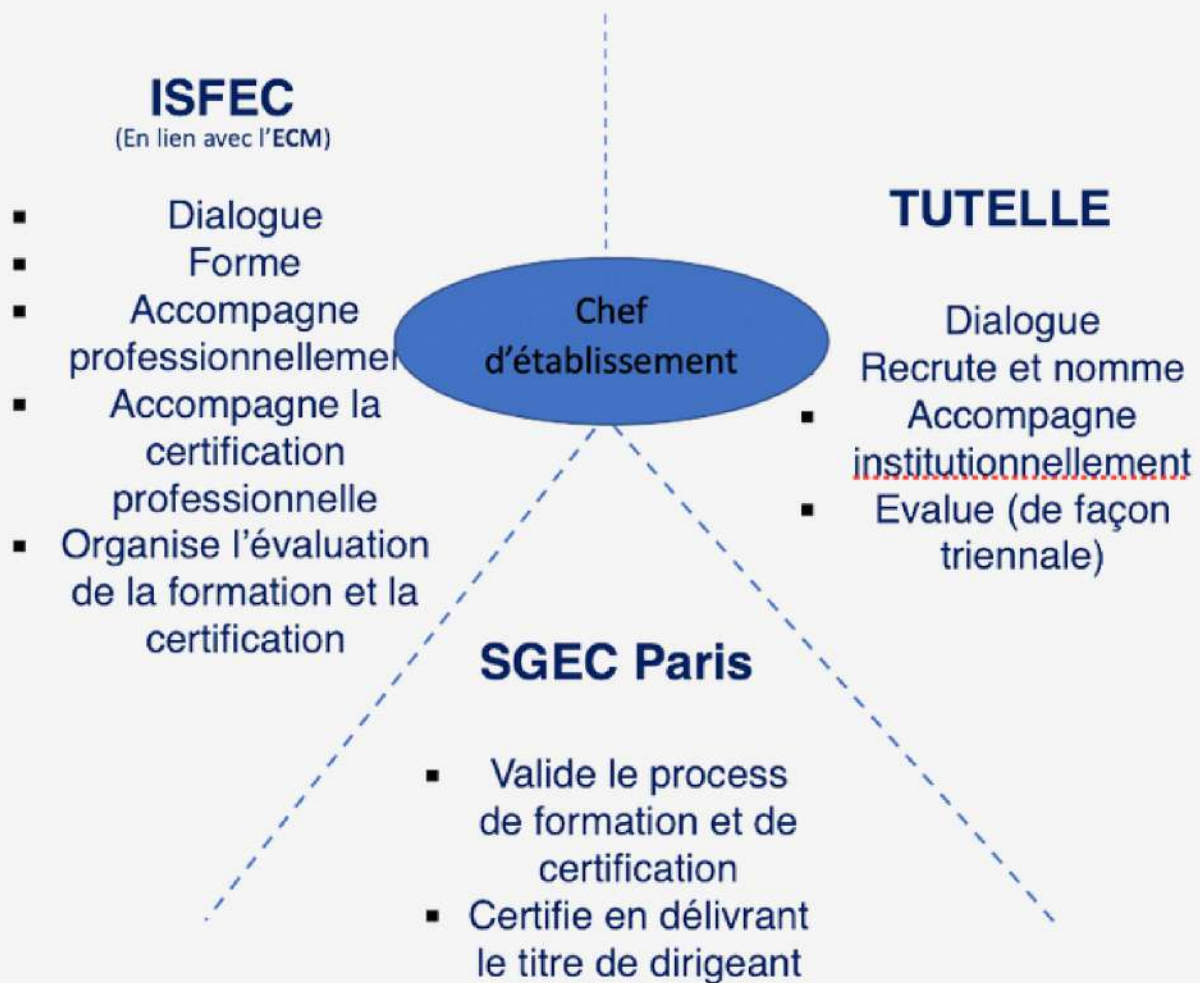 ISFEC
(En lien avec l'ECM)
▪ Dialogue
▪ Forme
▪ Accompagne
professionnellemen
▪ Accompagne la
certification
professionnelle
▪ Organise l'évaluation
de la formation et la
certification
Chef
d'établissement
TUTELLE
Dialogue
Recrute et nomme
▪ Accompagne
institutionnellement
▪ Evalue (de façon
triennale)
SGEC Paris
▪ Valide le process
de formation et de
certification
▪ Certifie en délivrant
le titre de dirigeant